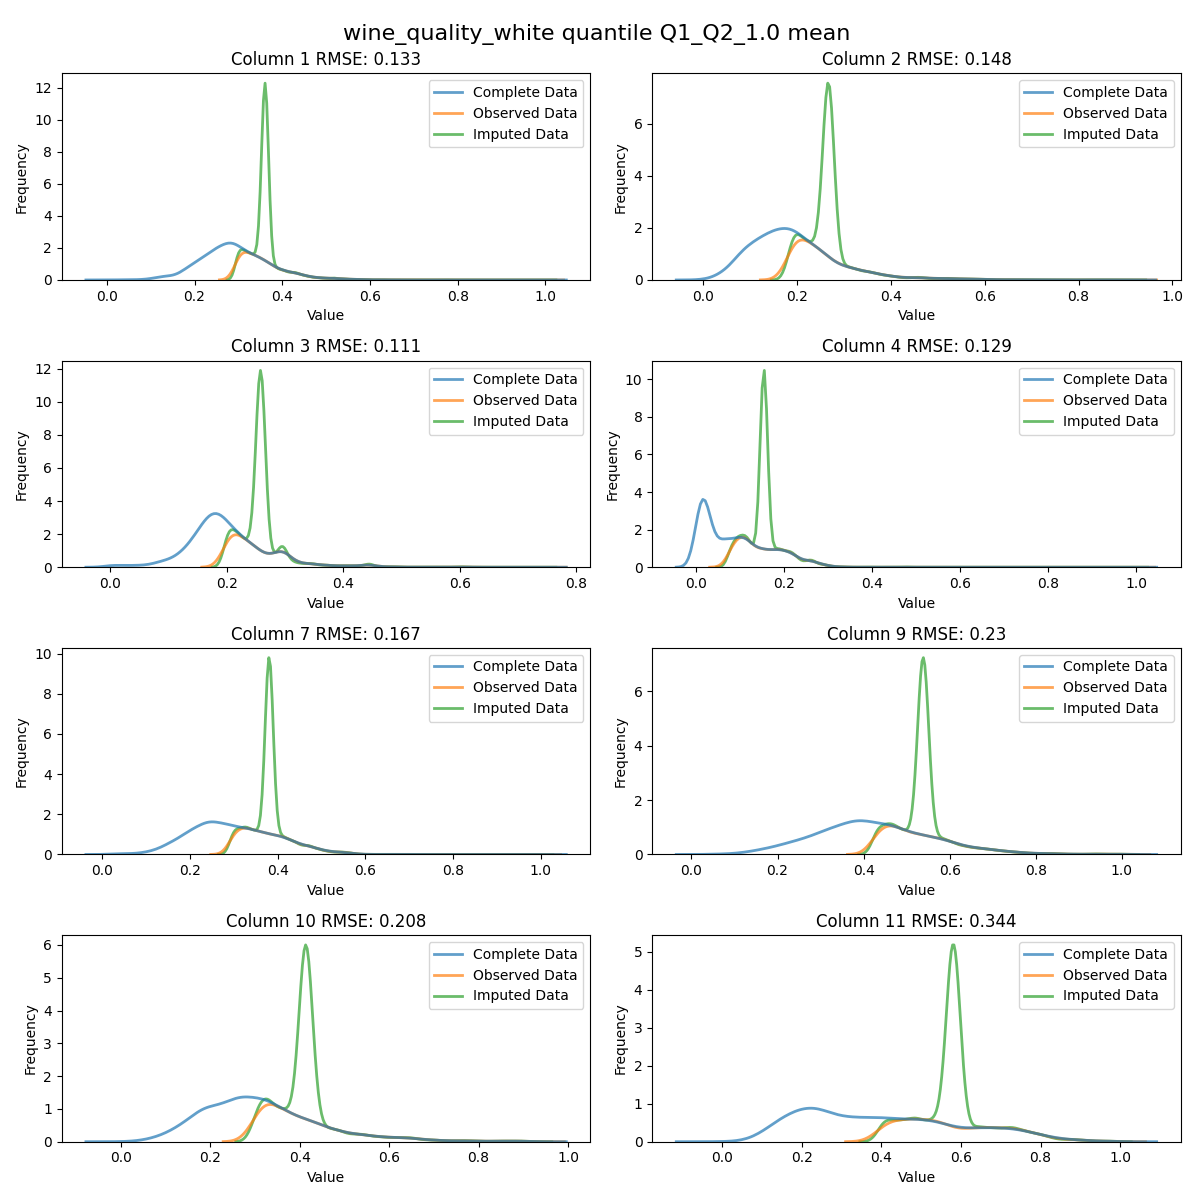 wine_quality_white quantile Q1_Q2_1.0 mean
Column 1 RMSE: 0.133
Frequency
12
10
8
6
4
2
0
0.0 0.2 0.4 0.6 0.8 1.0
Value
Complete Data
Observed Data
Imputed Data
Column 2 RMSE: 0.148
Frequency
6
4
2
0
0.0 0.2 0.4 0.6 0.8 1.0
Value
Complete Data
Observed Data
Imputed Data
Column 3 RMSE: 0.111
Frequency
12
10
8
6
4
2
0
0.0 0.2 0.4 0.6 0.8
Value
Complete Data
Observed Data
Imputed Data
Column 4 RMSE: 0.129
Frequency
10
8
6
4
2
0
0.0 0.2 0.4 0.6 0.8 1.0
Value
Complete Data
Observed Data
Imputed Data
Column 7 RMSE: 0.167
Frequency
10
8
6
4
2
0
0.0 0.2 0.4 0.6 0.8 1.0
Value
Complete Data
Observed Data
Imputed Data
Column 9 RMSE: 0.23
Frequency
6
4
2
0
0.0 0.2 0.4 0.6 0.8 1.0
Value
Complete Data
Observed Data
Imputed Data
Column 10 RMSE: 0.208
Frequency
6
5
4
3
2
1
0
0.0 0.2 0.4 0.6 0.8 1.0
Value
Complete Data
Observed Data
Imputed Data
Column 11 RMSE: 0.344
Frequency
5
4
3
2
1
0
0.0 0.2 0.4 0.6 0.8 1.0
Value
Complete Data
Observed Data
Imputed Data